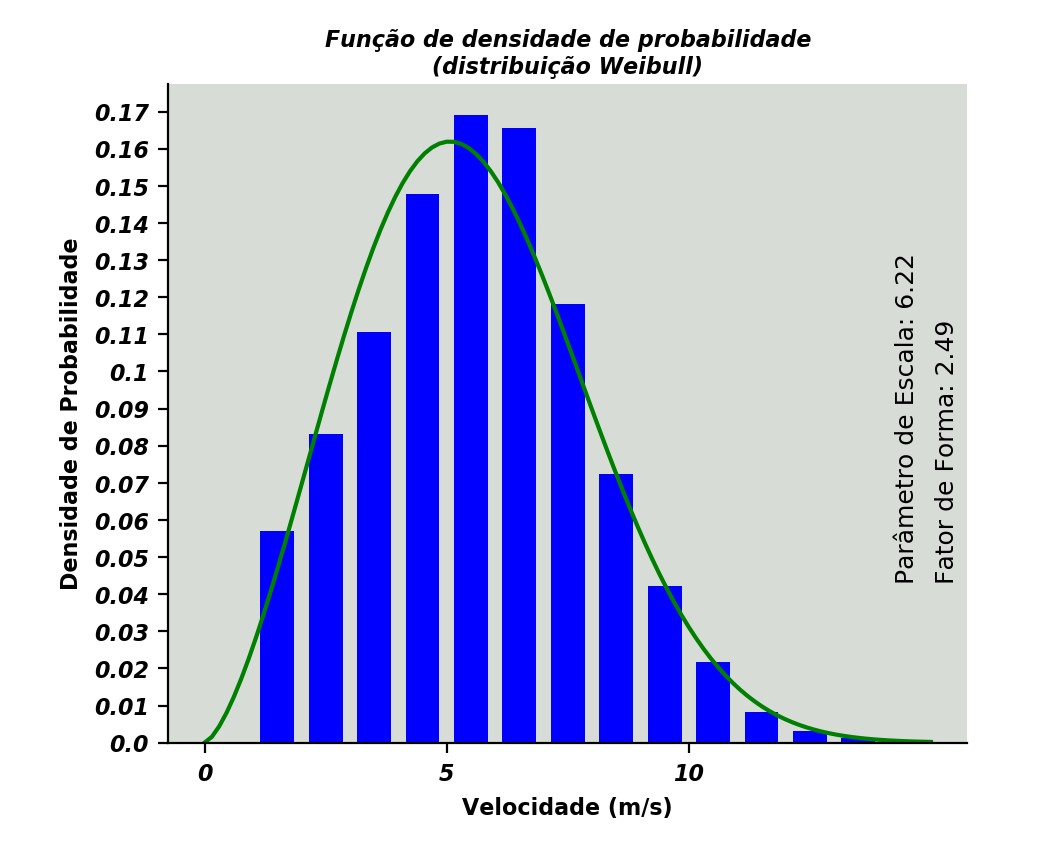 Função de densidade de probabilidade
(distribuição Weibull)
Densidade de Probabilidade
0.17
0.16
0.15
0.14
0.13
0.12
0.11
0.1
0.09
0.08
0.07
0.06
0.05
0.04
0.03
0.02
0.01
0.0
Parâmetro de Escala: 6.22
Fator de Forma: 2.49
0 5 10
Velocidade (m/s)